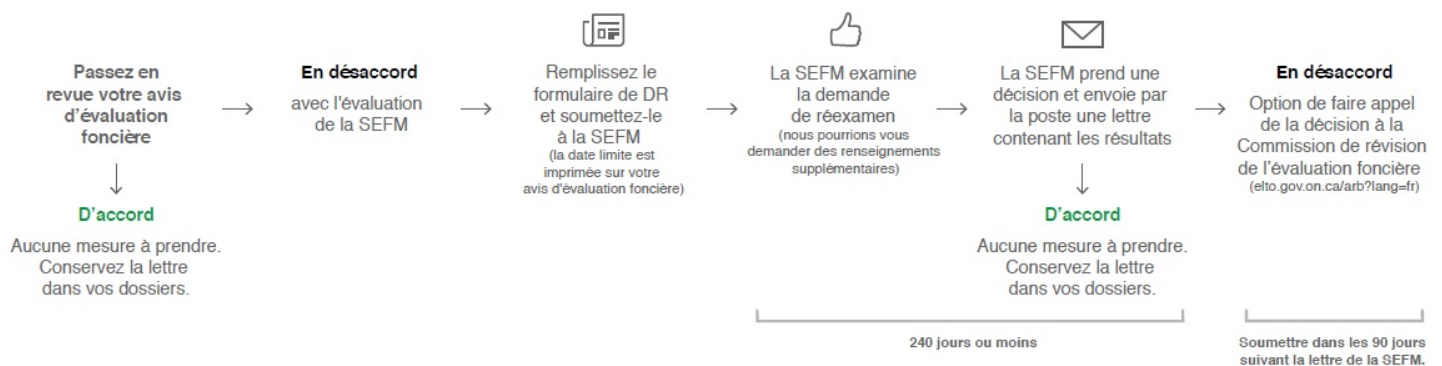 Passez en
revue votre avis
d'évaluation
foncière
D'accord
Aucune mesure à prendre.
Conservez la lettre
dans vos dossiers.
En désaccord
avec l'évaluation
de la SEFM
Remplissez le
formulaire de DR
et soumettez-le
à la SEFM
(la date limite est
imprimée sur votre
avis d'évaluation foncière)
La SEFM examine
la demande
de réexamen
(nous pourrions vous
demander des renseignements
supplémentaires)
La SEFM prend une
décision et envoie par
la poste une lettre
contenant les résultats
D'accord
Aucune mesure à prendre.
Conservez la lettre
dans vos dossiers.
240 jours ou moins
En désaccord
Option de faire appel
de la décision à la
Commission de révision
de l'évaluation foncière
(elto.gov.on.ca/arb?lang=fr)
Soumettre dans les 90 jours
suivant la lettre de la SEFM.